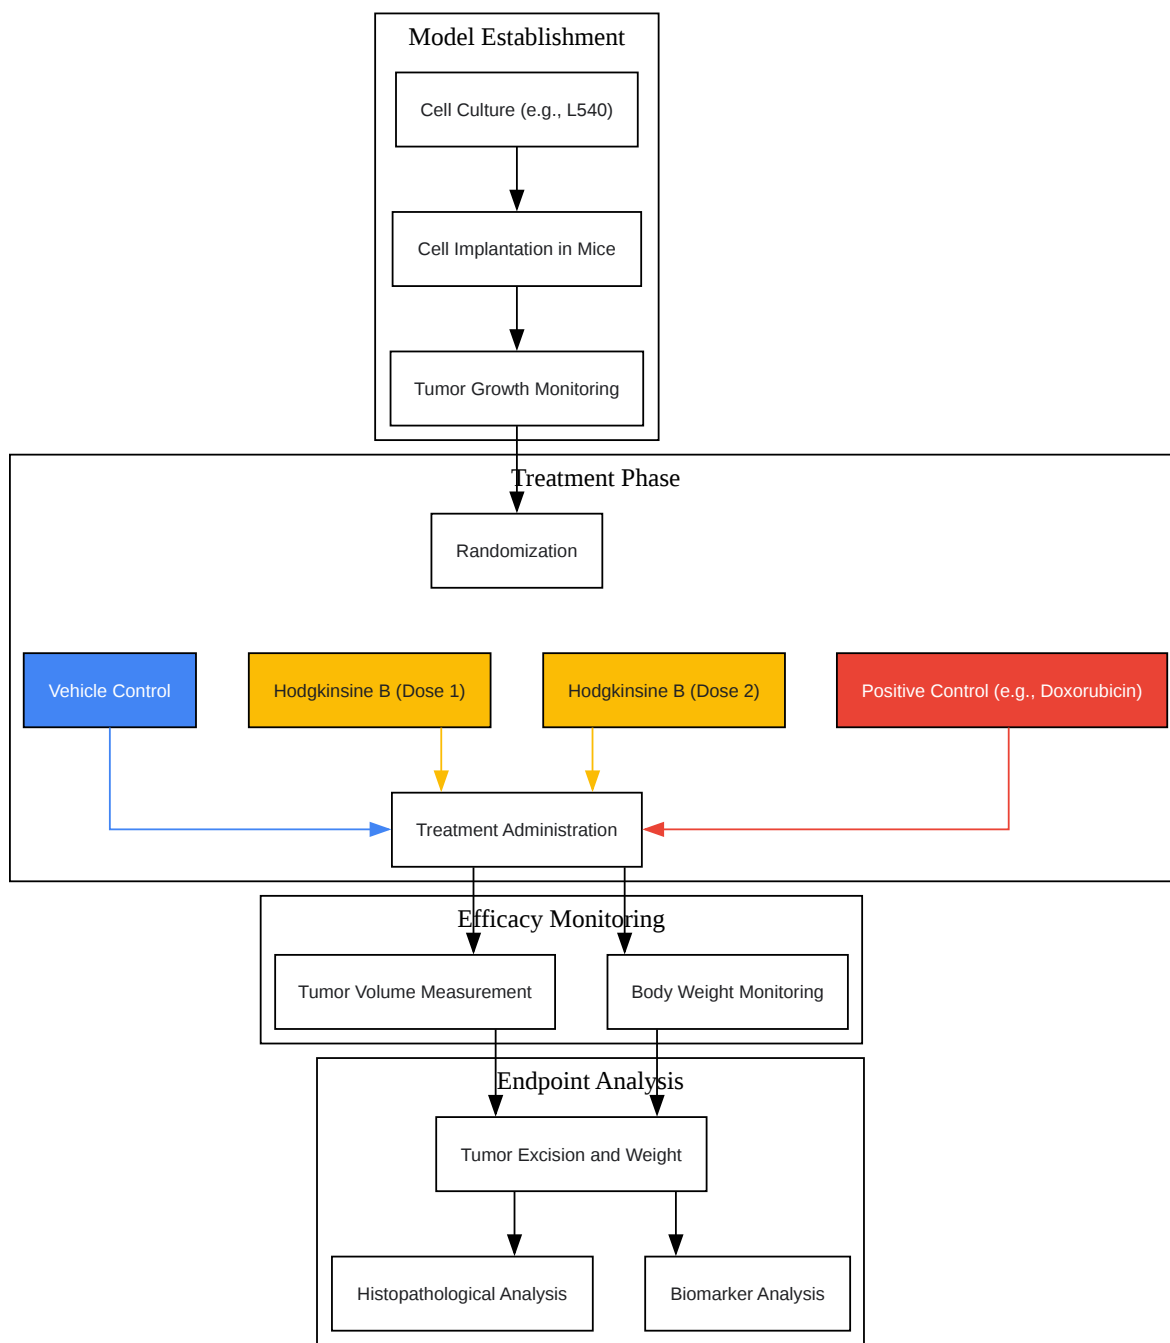 Model Establishment
Cell Culture (e.g., L540)
Cell Implantation in Mice
Tumor Growth Monitoring
Treatment Phase
Randomization
Vehicle Control
Hodgkinsine B (Dose 1)
Hodgkinsine B (Dose 2)
Positive Control (e.g., Doxorubicin)
Treatment Administration
Efficacy Monitoring
Tumor Volume Measurement
Body Weight Monitoring
Endpoint Analysis
Tumor Excision and Weight
Histopathological Analysis
Biomarker Analysis